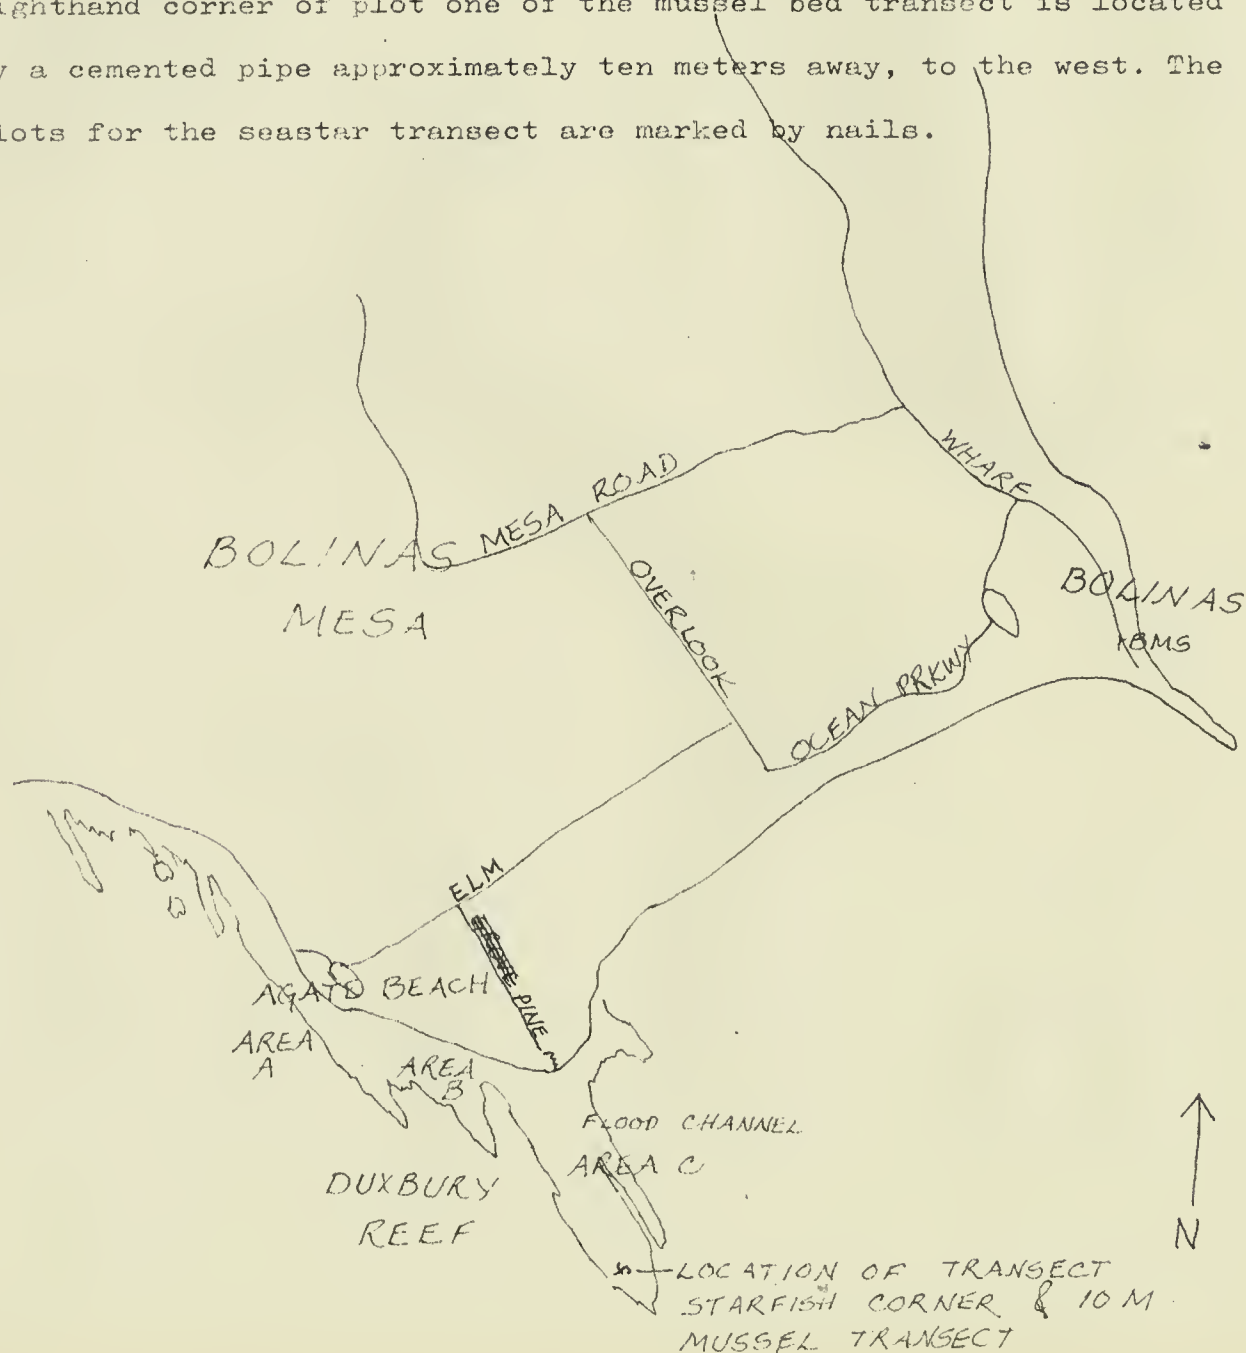 ighthand corner of plot one of the mussel bed transect is located
y a cemented pipe approximately ten meters away, to the west. The
lots for the seastar transect are marked by nails.
WHARF
MESA ROAD
BOLINAS
MESA
OVERLOOK
BOLINAS
BMS
OCEAN PRKWY
ELM
PINE
AGATE BEACH
AREA
A
AREA
B
FLOOD CHANNEL
AREA C
DUXBURY
REEF
N
LOCATION OF TRANSECT
STARFISH CORNER & 10 M
MUSSEL TRANSECT